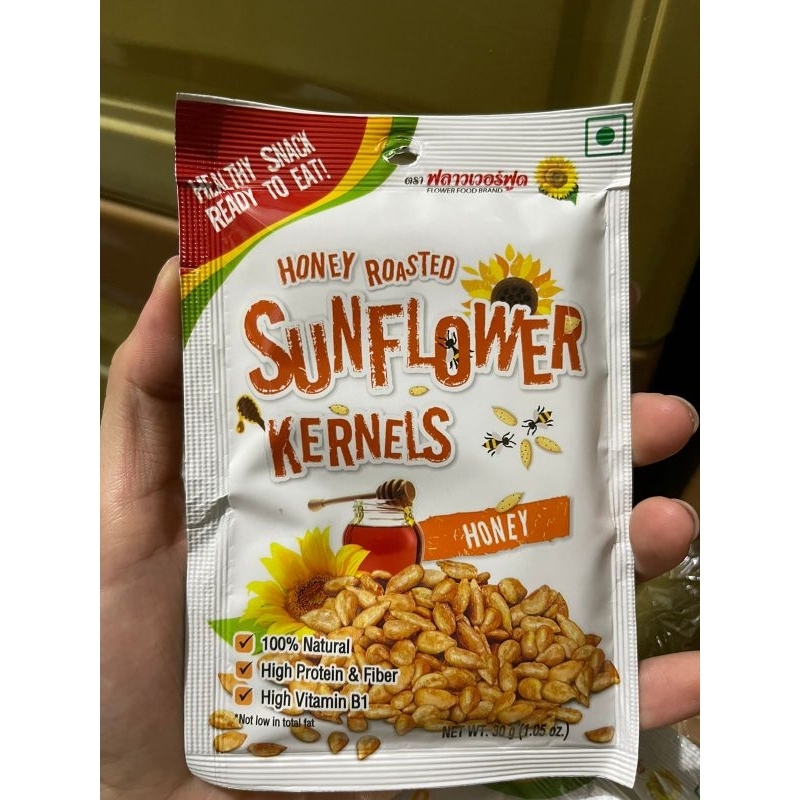 HEALTHY SNACK
READY TO EAT!
ตรา ฟลาวเวอร์ฟูด
FLOWER FOOD BRAND
HONEY ROASTED
SUNFLOWER
KERNELS
HONEY
100% Natural
High Protein & Fiber
High Vitamin B1
*Not low in total fat
NET WT. 30 g (1.05 oz.)